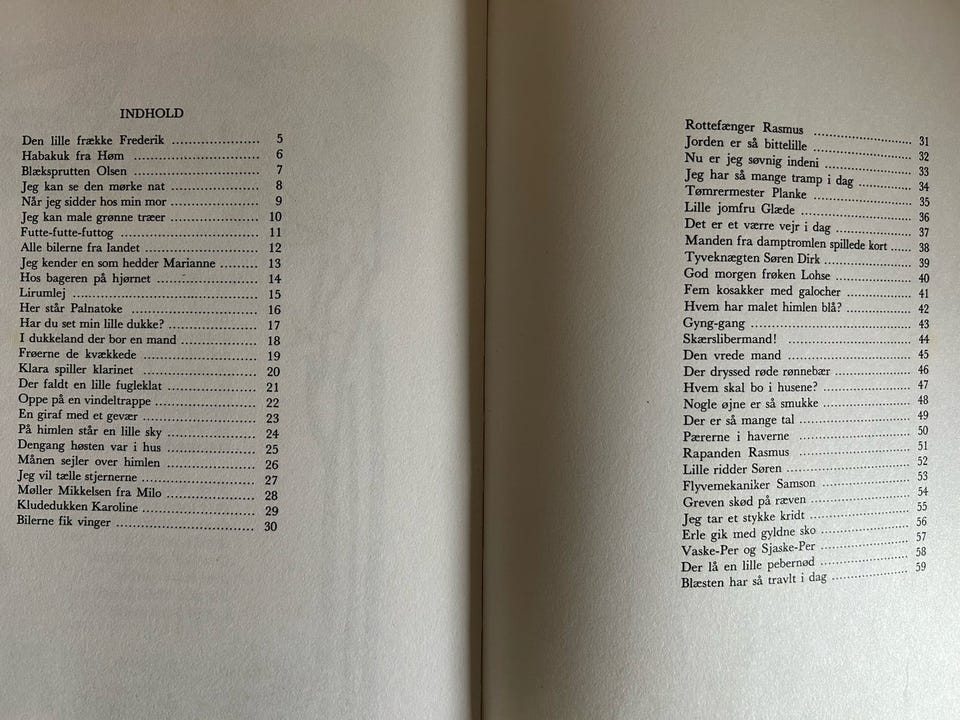 INDHOLD
Den lille frække Frederik ..................... 5
Habakuk fra Høm .............................. 6
Blæksprutten Olsen .............................. 7
Jeg kan se den mørke nat ..................... 8
Når jeg sidder hos min mor ..................... 9
Jeg kan male grønne træer ..................... 10
Futte-futte-futtog .............................. 11
Alle bilerne fra landet ........................... 12
Jeg kender en som hedder Marianne ......... 13
Hos bageren på hjørnet ........................ 14
Lirumlej .......................................... 15
Her står Palnatoke .............................. 16
Har du set min lille dukke? ..................... 17
I dukkeland der bor en mand .................. 18
Frøerne de kvækkede ........................... 19
Klara spiller klarinet ........................... 20
Der faldt en lille fugleklat ..................... 21
Oppe på en vindeltrappe ........................ 22
En giraf med et gevær ........................... 23
På himlen står en lille sky ..................... 24
Dengang høsten var i hus ..................... 25
Månen sejler over himlen ..................... 26
Jeg vil tælle stjernerne ........................... 27
Møller Mikkelsen fra Milo ..................... 28
Kludedukken Karoline ........................... 29
Bilerne fik vinger ................................. 30
Rottefænger Rasmus ........................... 31
Jorden er så bittelille ........................... 32
Nu er jeg søvnig indeni ........................ 33
Jeg har så mange tramp i dag ............... 34
Tømrermester Planke ........................... 35
Lille jomfru Glæde .............................. 36
Det er et værre vejr i dag ..................... 37
Manden fra damptromlen spillede kort ...... 38
Tyveknægten Søren Dirk ........................ 39
God morgen frøken Lohse ..................... 40
Fem kosakker med galocher .................. 41
Hvem har malet himlen blå? .................. 42
Gyng-gang ....................................... 43
Skærslibermand! ................................. 44
Den vrede mand ................................. 45
Der dryssed røde rønnebær ..................... 46
Hvem skal bo i husene? ........................ 47
Nogle øjne er så smukke ........................ 48
Der er så mange tal .............................. 49
Pærerne i haverne .............................. 50
Rapanden Rasmus .............................. 51
Lille ridder Søren .............................. 52
Flyvemekaniker Samson ........................ 53
Greven skød på ræven ........................... 54
Jeg tar et stykke kridt ........................... 55
Erle gik med gyldne sko ........................ 56
Vaske-Per og Sjaske-Per ........................ 57
Der lå en lille pebernød ........................ 58
Blæsten har så travlt i dag ..................... 59